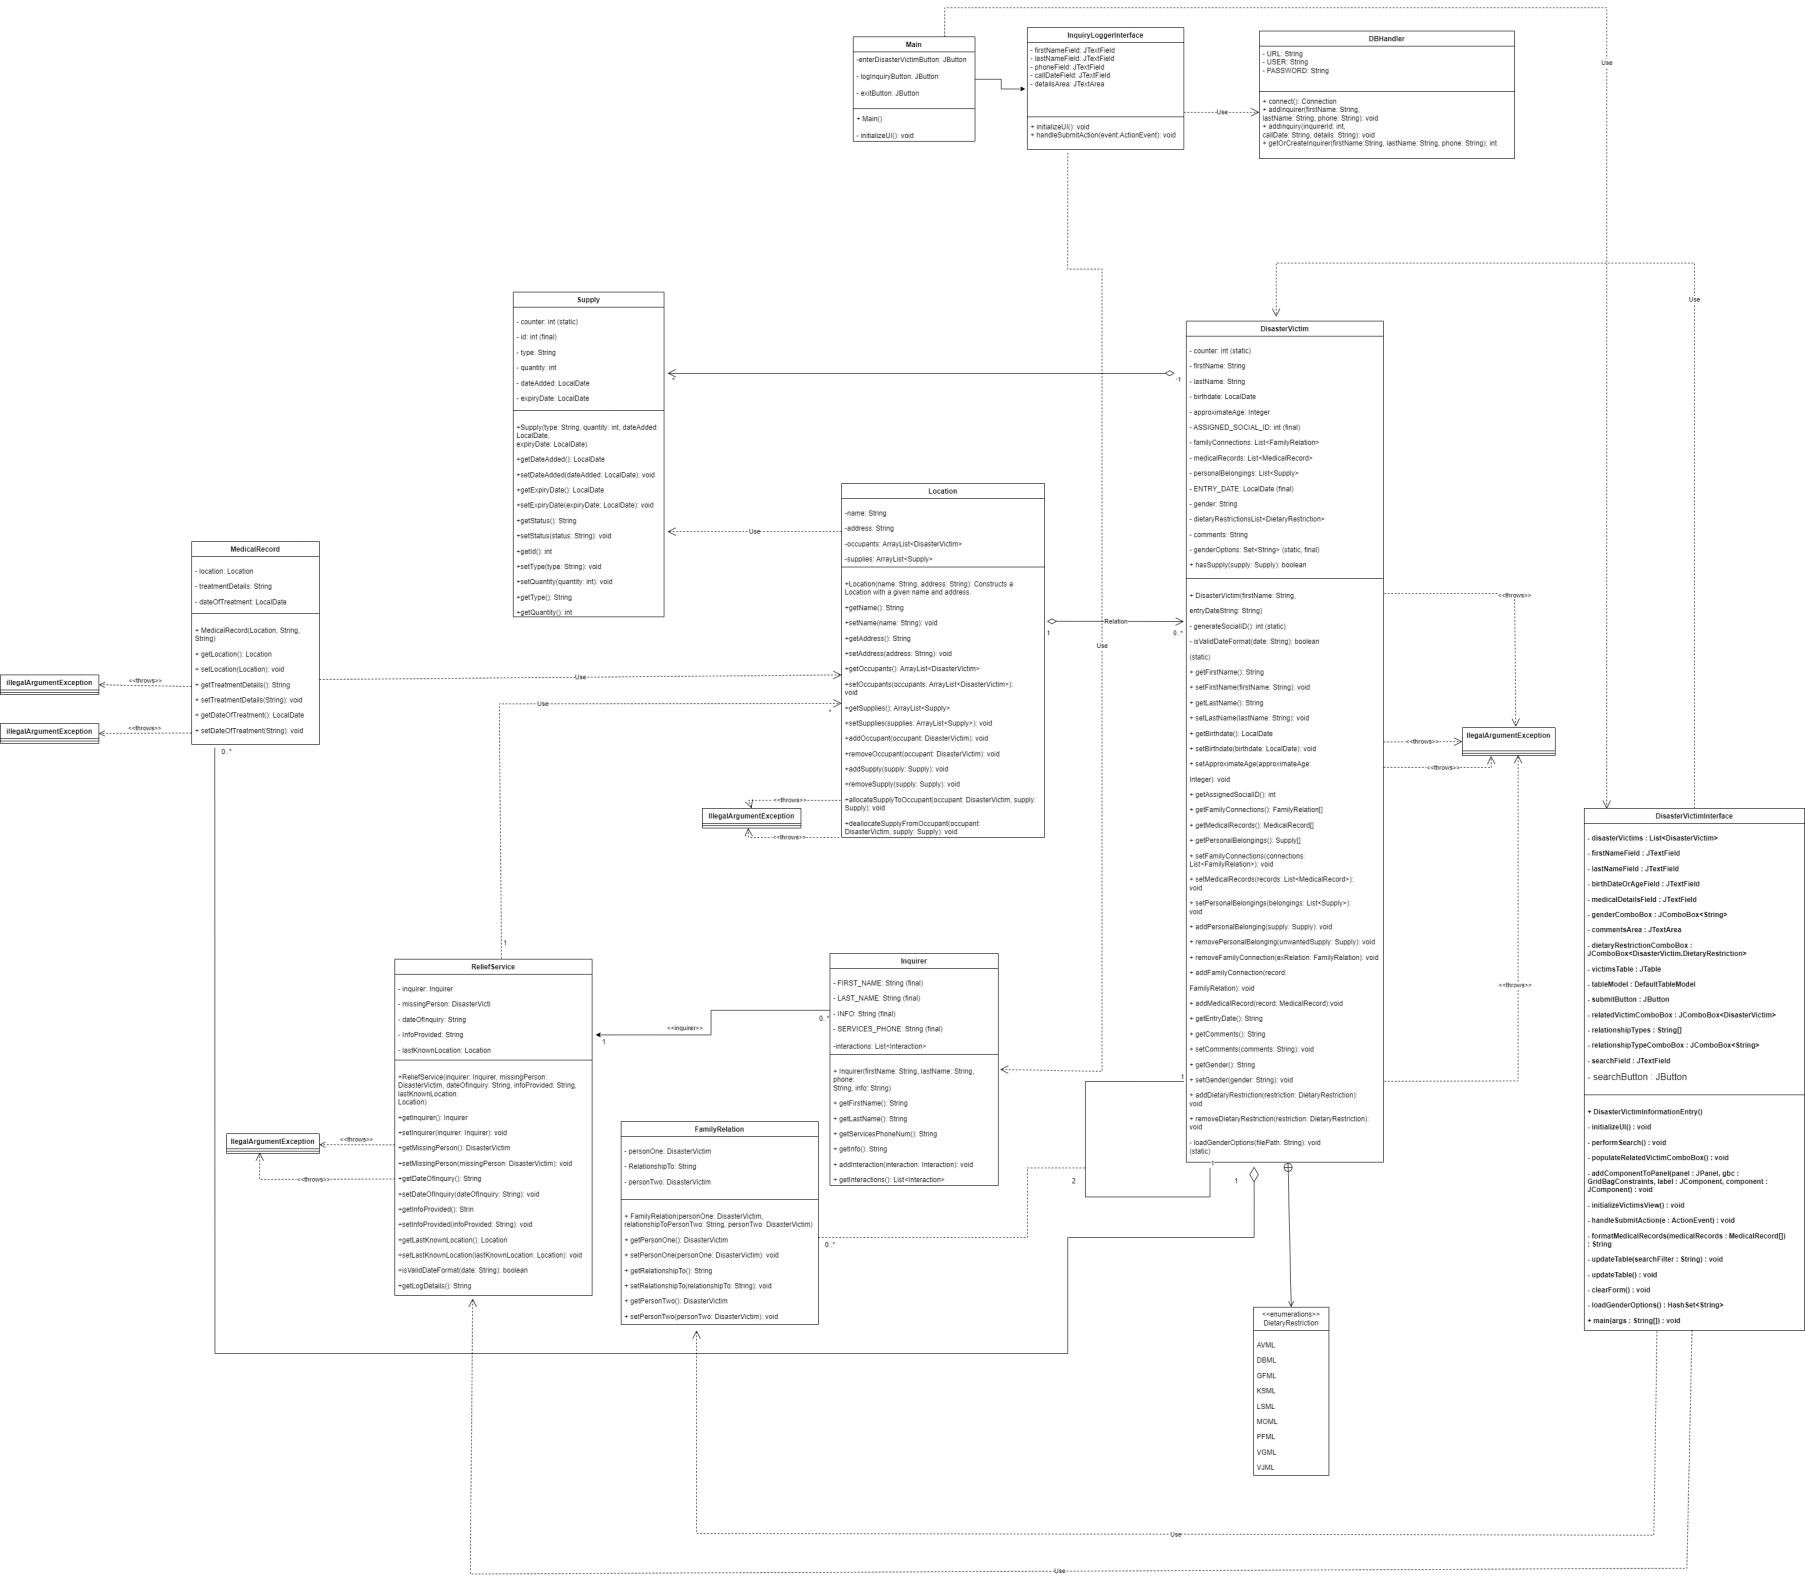 Use
Main
-enterDisasterVictimButton: JButton
- logInquiryButton: JButton
- exitButton: JButton
+ Main()
- initializeUI(): void
InquiryLoggerInterface
- firstNameField: JTextField
- lastNameField: JTextField
- phoneField: JTextField
- callDateField: JTextField
- detailsArea: JTextArea
+ initializeUI(): void
+ handleSubmitAction(event:ActionEvent): void
Use
DBHandler
- URL: String
- USER: String
- PASSWORD: String
+ connect(): Connection
+ addInquirer(firstName: String,
lastName: String, phone: String): void
+ addInquiry(inquirerId: int,
callDate: String, details: String): void
+ getOrCreateInquirer(firstName:String, lastName: String, phone: String): int
Use
Use
Supply
- counter: int (static)
- id: int (final)
- type: String
- quantity: int
- dateAdded: LocalDate
- expiryDate: LocalDate
+Supply(type: String, quantity: int, dateAdded:
LocalDate,
expiryDate: LocalDate)
+getDateAdded(): LocalDate
+setDateAdded(dateAdded: LocalDate): void
+getExpiryDate(): LocalDate
+setExpiryDate(expiryDate: LocalDate): void
+getStatus(): String
+setStatus(status: String): void
+getId(): int
+setType(type: String): void
+setQuantity(quantity: int): void
+getType(): String
+getQuantity(): int
*
-1
Use
Location
-name: String
-address: String
-occupants: ArrayList<DisasterVictim>
-supplies: ArrayList<Supply>
+Location(name: String, address: String): Constructs a
Location with a given name and address.
+getName(): String
+setName(name: String): void
+getAddress(): String
+setAddress(address: String): void
+getOccupants(): ArrayList<DisasterVictim>
+setOccupants(occupants: ArrayList<DisasterVictim>):
void
+getSupplies(): ArrayList<Supply>
+setSupplies(supplies: ArrayList<Supply>): void
+addOccupant(occupant: DisasterVictim): void
+removeOccupant(occupant: DisasterVictim): void
+addSupply(supply: Supply): void
+removeSupply(supply: Supply): void
+allocateSupplyToOccupant(occupant: DisasterVictim, supply:
Supply): void
+deallocateSupplyFromOccupant(occupant:
DisasterVictim, supply: Supply): void
1
Relation
0..*
<<throws>>
IllegalArgumentException
<<throws>>
DisasterVictim
- counter: int (static)
- firstName: String
- lastName: String
- birthdate: LocalDate
- approximateAge: Integer
- ASSIGNED_SOCIAL_ID: int (final)
- familyConnections: List<FamilyRelation>
- medicalRecords: List<MedicalRecord>
- personalBelongings: List<Supply>
- ENTRY_DATE: LocalDate (final)
- gender: String
- dietaryRestrictionsList<DietaryRestriction>
- comments: String
- genderOptions: Set<String> (static, final)
+ hasSupply(supply: Supply): boolean
+ DisasterVictim(firstName: String,
entryDateString: String)
- generateSocialID(): int (static)
- isValidDateFormat(date: String): boolean
(static)
+ getFirstName(): String
+ setFirstName(firstName: String): void
+ getLastName(): String
+ setLastName(lastName: String): void
+ getBirthdate(): LocalDate
+ setBirthdate(birthdate: LocalDate): void
+ setApproximateAge(approximateAge:
Integer): void
+ getAssignedSocialID(): int
+ getFamilyConnections(): FamilyRelation[]
+ getMedicalRecords(): MedicalRecord[]
+ getPersonalBelongings(): Supply[]
+ setFamilyConnections(connections:
List<FamilyRelation>): void
+ setMedicalRecords(records: List<MedicalRecord>):
void
+ setPersonalBelongings(belongings: List<Supply>):
void
+ addPersonalBelonging(supply: Supply): void
+ removePersonalBelonging(unwantedSupply: Supply): void
+ removeFamilyConnection(exRelation: FamilyRelation): void
+ addFamilyConnection(record:
FamilyRelation): void
+ addMedicalRecord(record: MedicalRecord):void
+ getEntryDate(): String
+ getComments(): String
+ setComments(comments: String): void
+ getGender(): String
+ setGender(gender: String): void
+ addDietaryRestriction(restriction: DietaryRestriction):
void
+ removeDietaryRestriction(restriction: DietaryRestriction):
void
- loadGenderOptions(filePath: String): void
(static)
<<throws>>
<<throws>>
<<throws>>
<<throws>>
IlegalArgumentException
MedicalRecord
- location: Location
- treatmentDetails: String
- dateOfTreatment: LocalDate
+ MedicalRecord(Location, String,
String)
+ getLocation(): Location
+ setLocation(Location): void
+ getTreatmentDetails(): String
+ setTreatmentDetails(String): void
+ getDateOfTreatment(): LocalDate
+ setDateOfTreatment(String): void
0..*
illegalArgumentException
<<throws>>
illegalArgumentException
<<throws>>
Use
Use
*
1
ReliefService
- inquirer: Inquirer
- missingPerson: DisasterVicti
- dateOfInquiry: String
- InfoProvided: String
- lastKnownLocation: Location
+ReliefService(inquirer: Inquirer, missingPerson:
DisasterVictim, dateOfInquiry: String, infoProvided: String,
lastKnownLocation:
Location)
+getInquirer(): Inquirer
+setInquirer(inquirer: Inquirer): void
+getMissingPerson(): DisasterVictim
+setMissingPerson(missingPerson: DisasterVictim): void
+getDateOfInquiry(): String
+setDateOfInquiry(dateOfInquiry: String): void
+getInfoProvided(): Strin
+setInfoProvided(infoProvided: String): void
+getLastKnownLocation(): Location
+setLastKnownLocation(lastKnownLocation: Location): void
+isValidDateFormat(date: String): boolean
+getLogDetails(): String
IlegalArgumentException
<<throws>>
<<throws>>
1
<<inquirer>>
0..*
Inquirer
- FIRST_NAME: String (final)
- LAST_NAME: String (final)
- INFO: String (final)
- SERVICES_PHONE: String (final)
-interactions: List<Interaction>
+ Inquirer(firstName: String, lastName: String,
phone:
String, info: String)
+ getFirstName(): String
+ getLastName(): String
+ getServicesPhoneNum(): String
+ getInfo(): String
+ addInteraction(interaction: Interaction): void
+ getInteractions(): List<Interaction>
Use
FamilyRelation
- personOne: DisasterVictim
- RelationshipTo: String
- personTwo: DisasterVictim
+ FamilyRelation(personOne: DisasterVictim,
relationshipToPersonTwo: String, personTwo: DisasterVictim)
+ getPersonOne(): DisasterVictim
+ setPersonOne(personOne: DisasterVictim): void
+ getRelationshipTo(): String
+ setRelationshipTo(relationshipTo: String): void
+ getPersonTwo(): DisasterVictim
+ setPersonTwo(personTwo: DisasterVictim): void
0..*
2
1
1
1
<<enumerations>>
DietaryRestriction
AVML
DBML
GFML
KSML
LSML
MOML
PFML
VGML
VJML
DisasterVictimInterface
- disasterVictims : List<DisasterVictim>
- firstNameField : JTextField
- lastNameField : JTextField
- birthDateOrAgeField : JTextField
- medicalDetailsField : JTextField
- genderComboBox : JComboBox<String>
- commentsArea : JTextArea
- dietaryRestrictionComboBox :
JComboBox<DisasterVictim.DietaryRestriction>
- victimsTable : JTable
- tableModel : DefaultTableModel
- submitButton : JButton
- relatedVictimComboBox : JComboBox<DisasterVictim>
- relationshipTypes : String[]
- relationshipTypeComboBox : JComboBox<String>
- searchField : JTextField
- searchButton : JButton
+ DisasterVictimInformationEntry()
- initializeUI() : void
- performSearch() : void
- populateRelatedVictimComboBox() : void
- addComponentToPanel(panel : JPanel, gbc :
GridBagConstraints, label : JComponent, component :
JComponent) : void
- initializeVictimsView() : void
- handleSubmitAction(e : ActionEvent) : void
- formatMedicalRecords(medicalRecords : MedicalRecord[])
: String
- updateTable(searchFilter : String) : void
- updateTable() : void
- clearForm() : void
- loadGenderOptions() : HashSet<String>
+ main(args : String[]) : void
Use
Use